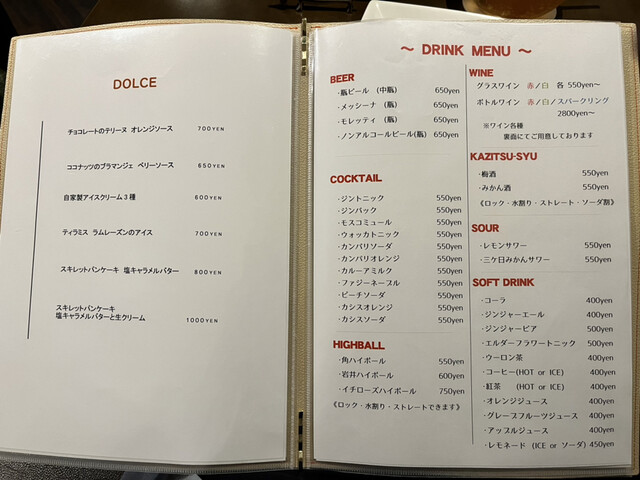 DOLCE
チョコレートのテリーヌ オレンジソース 700YEN
ココナッツのブラマンジェ ベリーソース 650YEN
自家製アイスクリーム3種 600YEN
ティラミス ラムレーズンのアイス 700YEN
スキレットパンケーキ 塩キャラメルバター 800YEN
スキレットパンケーキ
塩キャラメルバターと生クリーム 1000YEN
～ DRINK MENU ～
BEER
・瓶ビール (中瓶) 650yen
・メッシーナ (瓶) 650yen
・モレッティ (瓶) 650yen
・ノンアルコールビール(瓶) 650yen
COCKTAIL
・ジントニック 550yen
・ジンバック 550yen
・モスコミュール 550yen
・ウォッカトニック 550yen
・カンパリソーダ 550yen
・カンパリオレンジ 550yen
・カルーアミルク 550yen
・ファジーネーブル 550yen
・ピーチソーダ 550yen
・カシスオレンジ 550yen
・カシスソーダ 550yen
HIGHBALL
・角ハイボール 550yen
・岩井ハイボール 600yen
・イチローズハイボール 750yen
《ロック・水割り・ストレートできます》
WINE
グラスワイン 赤/白 各 550yen～
ボトルワイン 赤/白/スパークリング
2800yen～
※ワイン各種
裏面にてご用意しております
KAZITSU-SYU
・梅酒 550yen
・みかん酒 550yen
《ロック・水割り・ストレート・ソーダ割》
SOUR
・レモンサワー 550yen
・三ケ日みかんサワー 550yen
SOFT DRINK
・コーラ 400yen
・ジンジャーエール 400yen
・ジンジャービア 500yen
・エルダーフラワートニック 500yen
・ウーロン茶 400yen
・コーヒー(HOT or ICE) 400yen
・紅茶 (HOT or ICE) 400yen
・オレンジジュース 400yen
・グレープフルーツジュース 400yen
・アップルジュース 400yen
・レモネード (ICE or ソーダ) 450yen